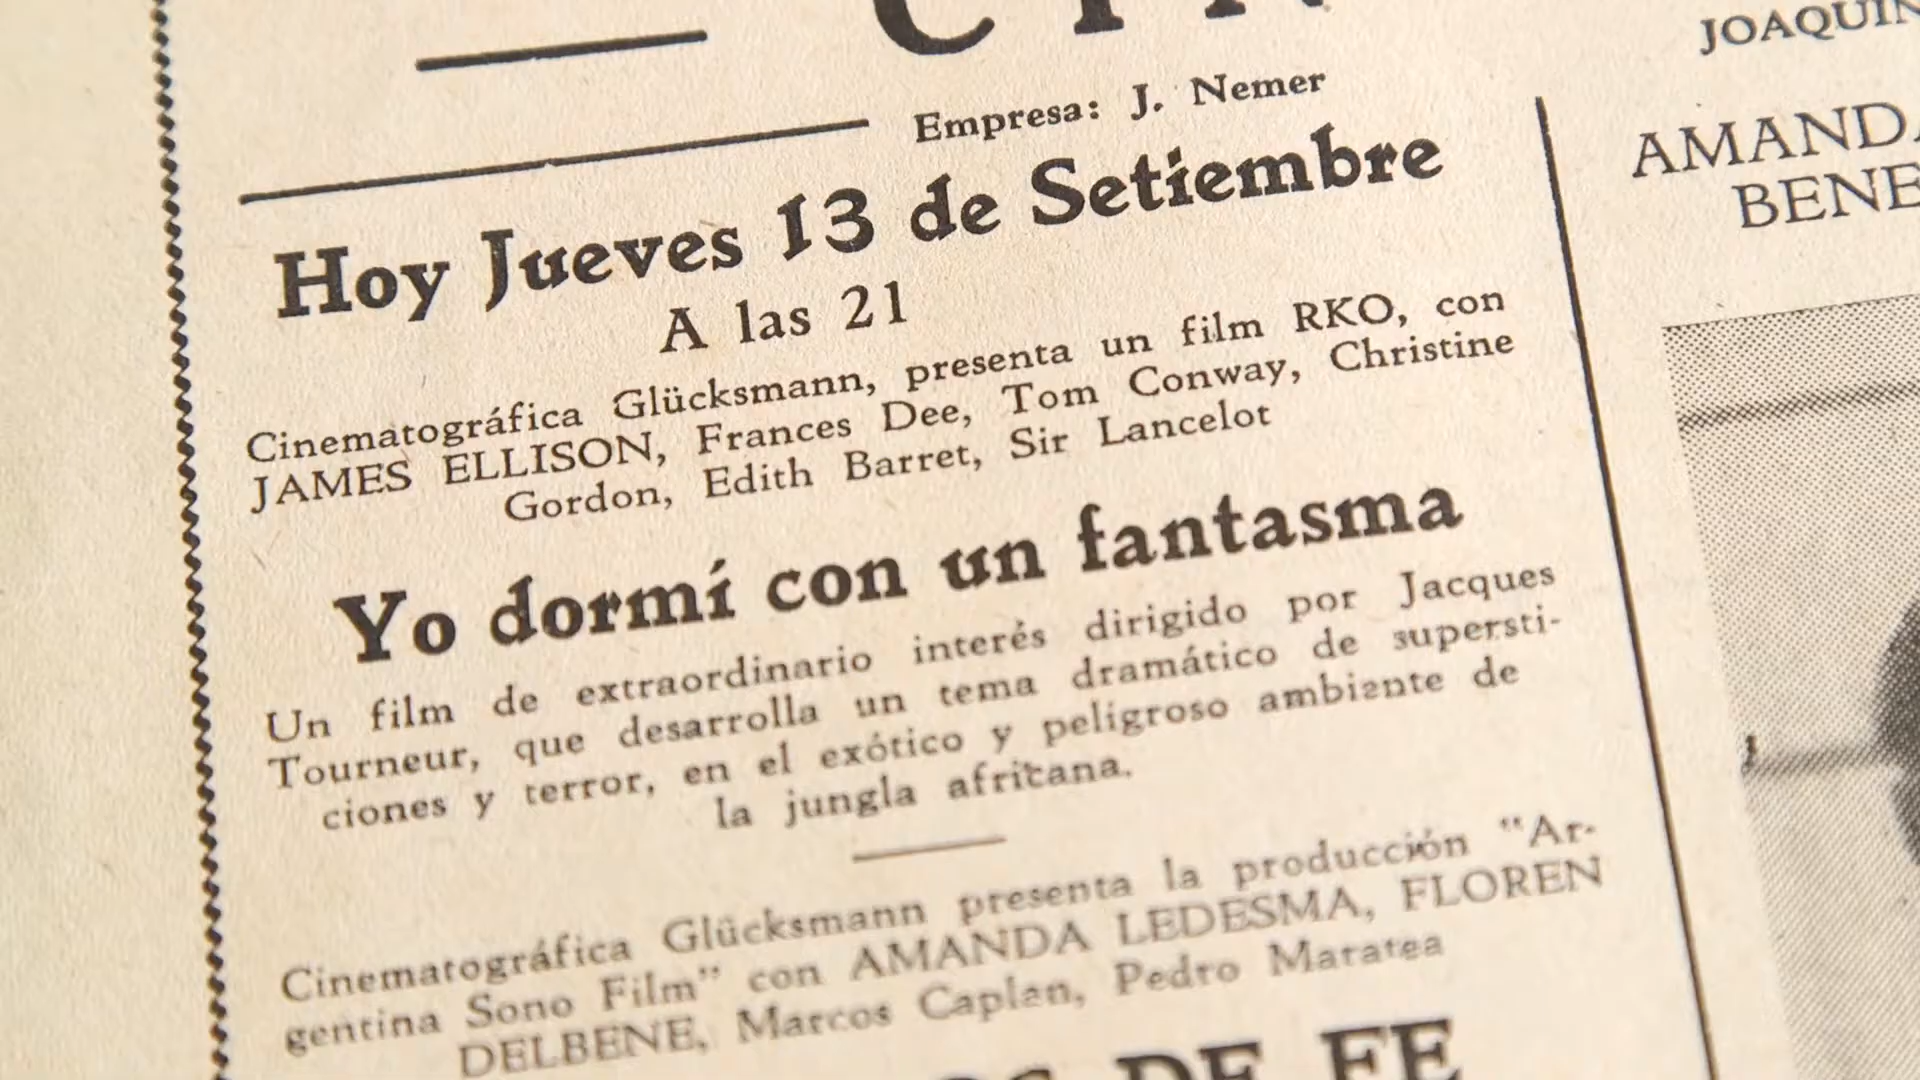 Empresa: J. Nemer
Hoy Jueves 13 de Setiembre
A las 21
Cinematográfica Glücksmann, presenta un film RKO, con
JAMES ELLISON, Frances Dee, Tom Conway, Christine
Gordon, Edith Barret, Sir Lancelot
Yo dormí con un fantasma
Un film de extraordinario interés dirigido por Jacques
Tourneur, que desarrolla un tema dramático de supersti-
ciones y terror, en el exótico y peligroso ambiente de
la jungla africana.
Cinematográfica Glücksmann presenta la producción "Ar-
gentina Sono Film" con AMANDA LEDESMA, FLOREN
DELBENE, Marcos Caplan, Pedro Maratea
DE FE
JOAQUIN
AMANDA
BENE